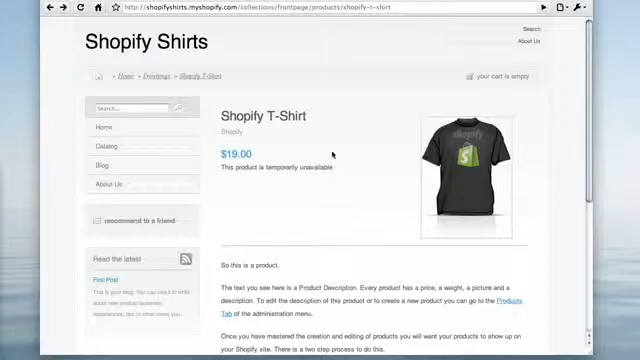 http://shopifyshirts.myshopify.com/collections/frontpage/products/shopify-t-shirt
Search
About Us
Shopify Shirts
Home
Shopify T-Shirt
your cart is empty
Search...
Home
Catalog
Blog
About Us
recommend to a friend
Read the latest
First Post
This is your blog. You can use it to
write about new product launches,
experiences, tips or other news you
Shopify T-Shirt
Shopify
$19.00
This product is temporarily unavailable
shopify
So this is a product.
The text you see here is a Product Description. Every product has a price, a weight, a picture and a
description. To edit the description of this product or to create a new product you can go to the Products
Tab of the administration menu.
Once you have mastered the creation and editing of products you will want your products to show up on
your Shopify site. There is a two step process to do this.